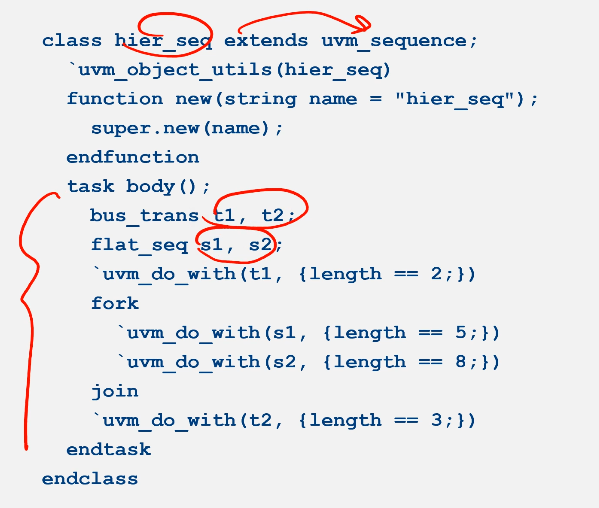 class hier_seq extends uvm_sequence;
`uvm_object_utils(hier_seq)
function new(string name = "hier_seq");
super.new(name);
endfunction
task body();
bus_trans t1, t2;
flat_seq s1, s2;
`uvm_do_with(t1, {length == 2;})
fork
`uvm_do_with(s1, {length == 5;})
`uvm_do_with(s2, {length == 8;})
join
`uvm_do_with(t2, {length == 3;})
endtask
endclass